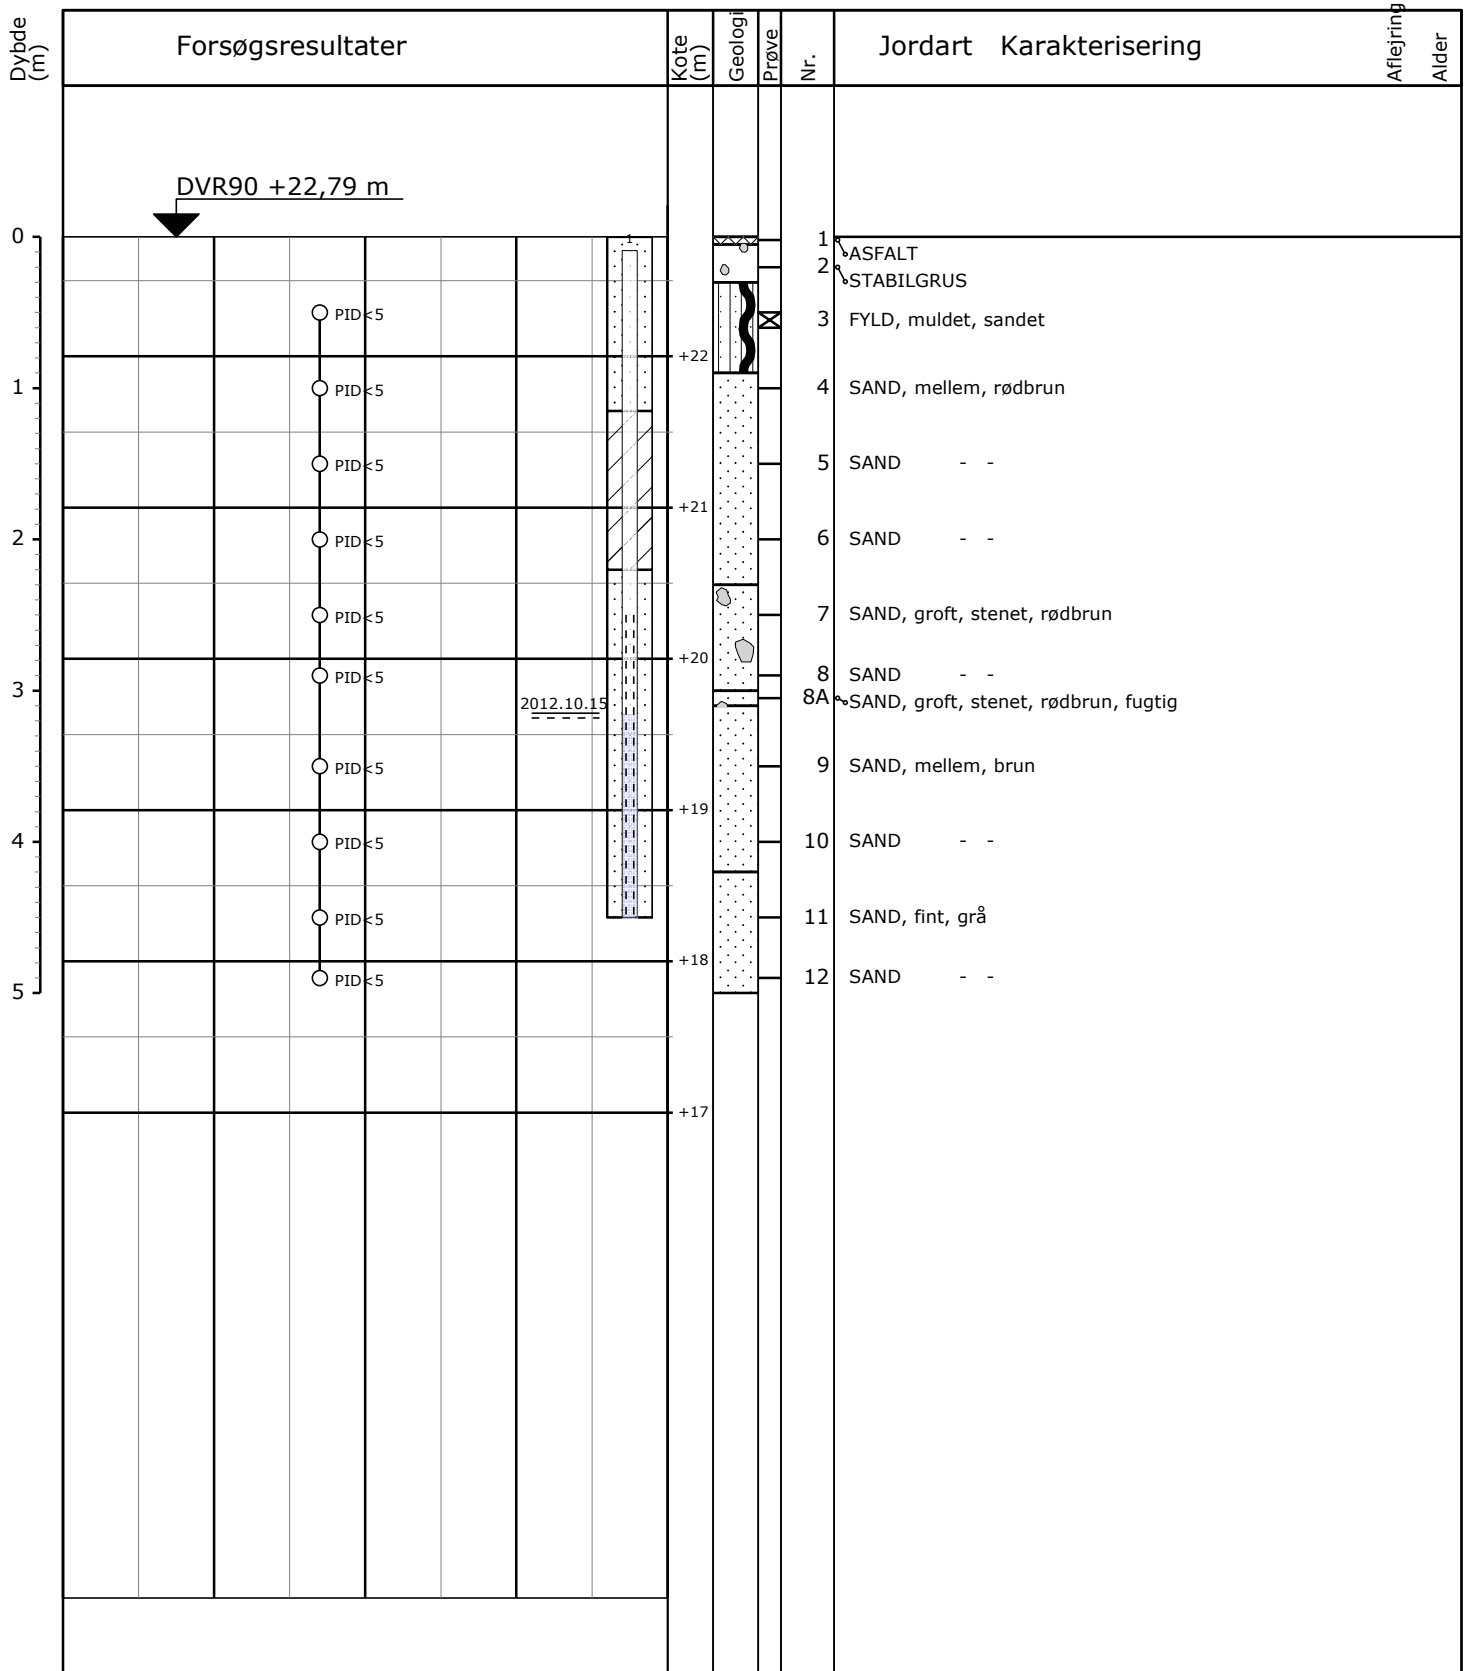 Dybde
(m)
Forsøgsresultater
Kote
(m)
Geologi
Prøve
Nr.
Jordart Karakterisering
Aflejring
Alder
DVR90 +22,79 m
0
1
1
ASFALT
2
STABILGRUS
PID<5
3 FYLD, muldet, sandet
+22
1
PID<5
4 SAND, mellem, rødbrun
PID<5
5 SAND - -
+21
2
PID<5
6 SAND - -
PID<5
7 SAND, groft, stenet, rødbrun
+20
PID<5
8 SAND - -
3
2012.10.15
8A SAND, groft, stenet, rødbrun, fugtig
PID<5
9 SAND, mellem, brun
+19
4
PID<5
10 SAND - -
PID<5
11 SAND, fint, grå
+18
PID<5
12 SAND - -
5
+17